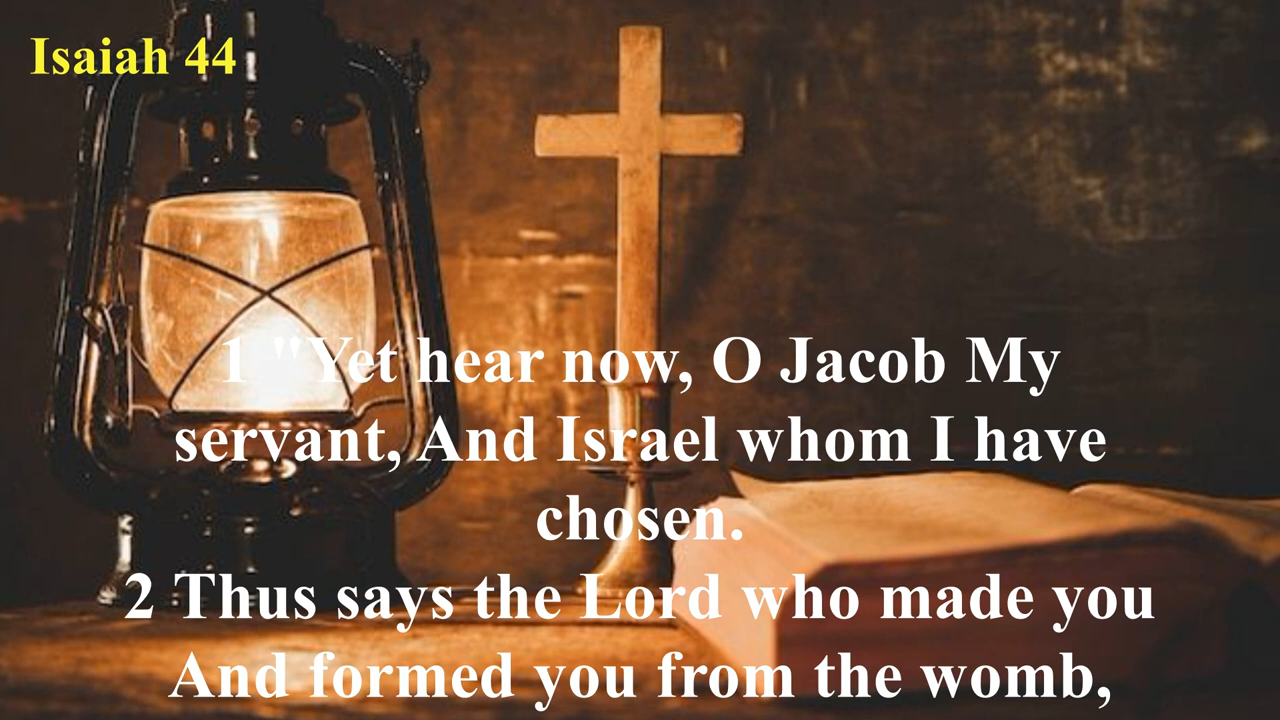 Isaiah 44
1 "Yet hear now, O Jacob My
servant, And Israel whom I have
chosen.
2 Thus says the Lord who made you
And formed you from the womb,